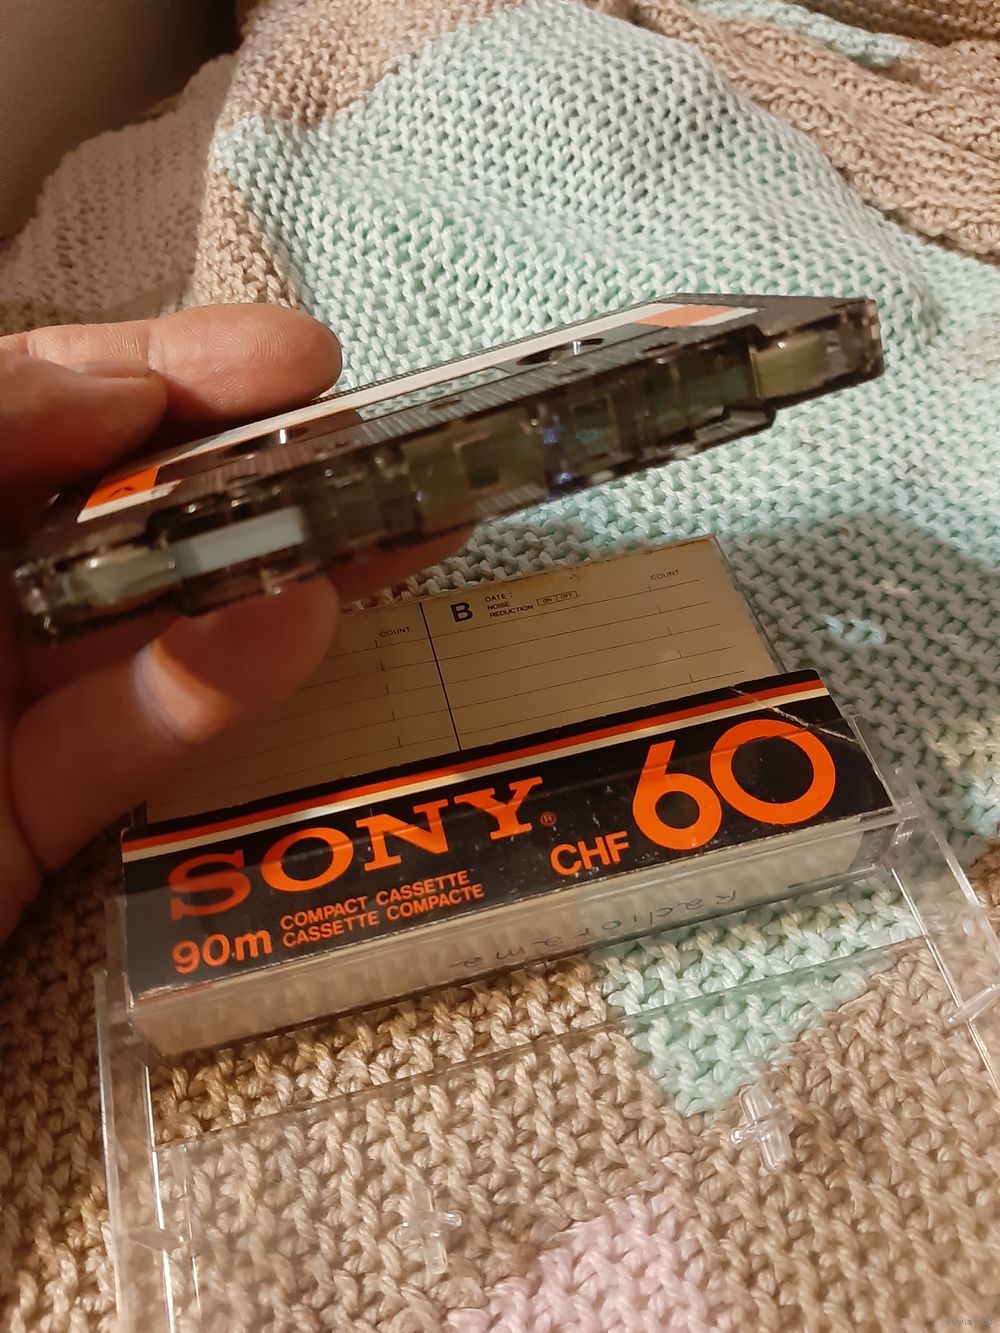 A
COUNT
B
DATE :
NOISE
REDUCTION
ON OFF
COUNT
SONY®
COMPACT CASSETTE
CASSETTE COMPACTE
90m
CHF
60
Radiorama